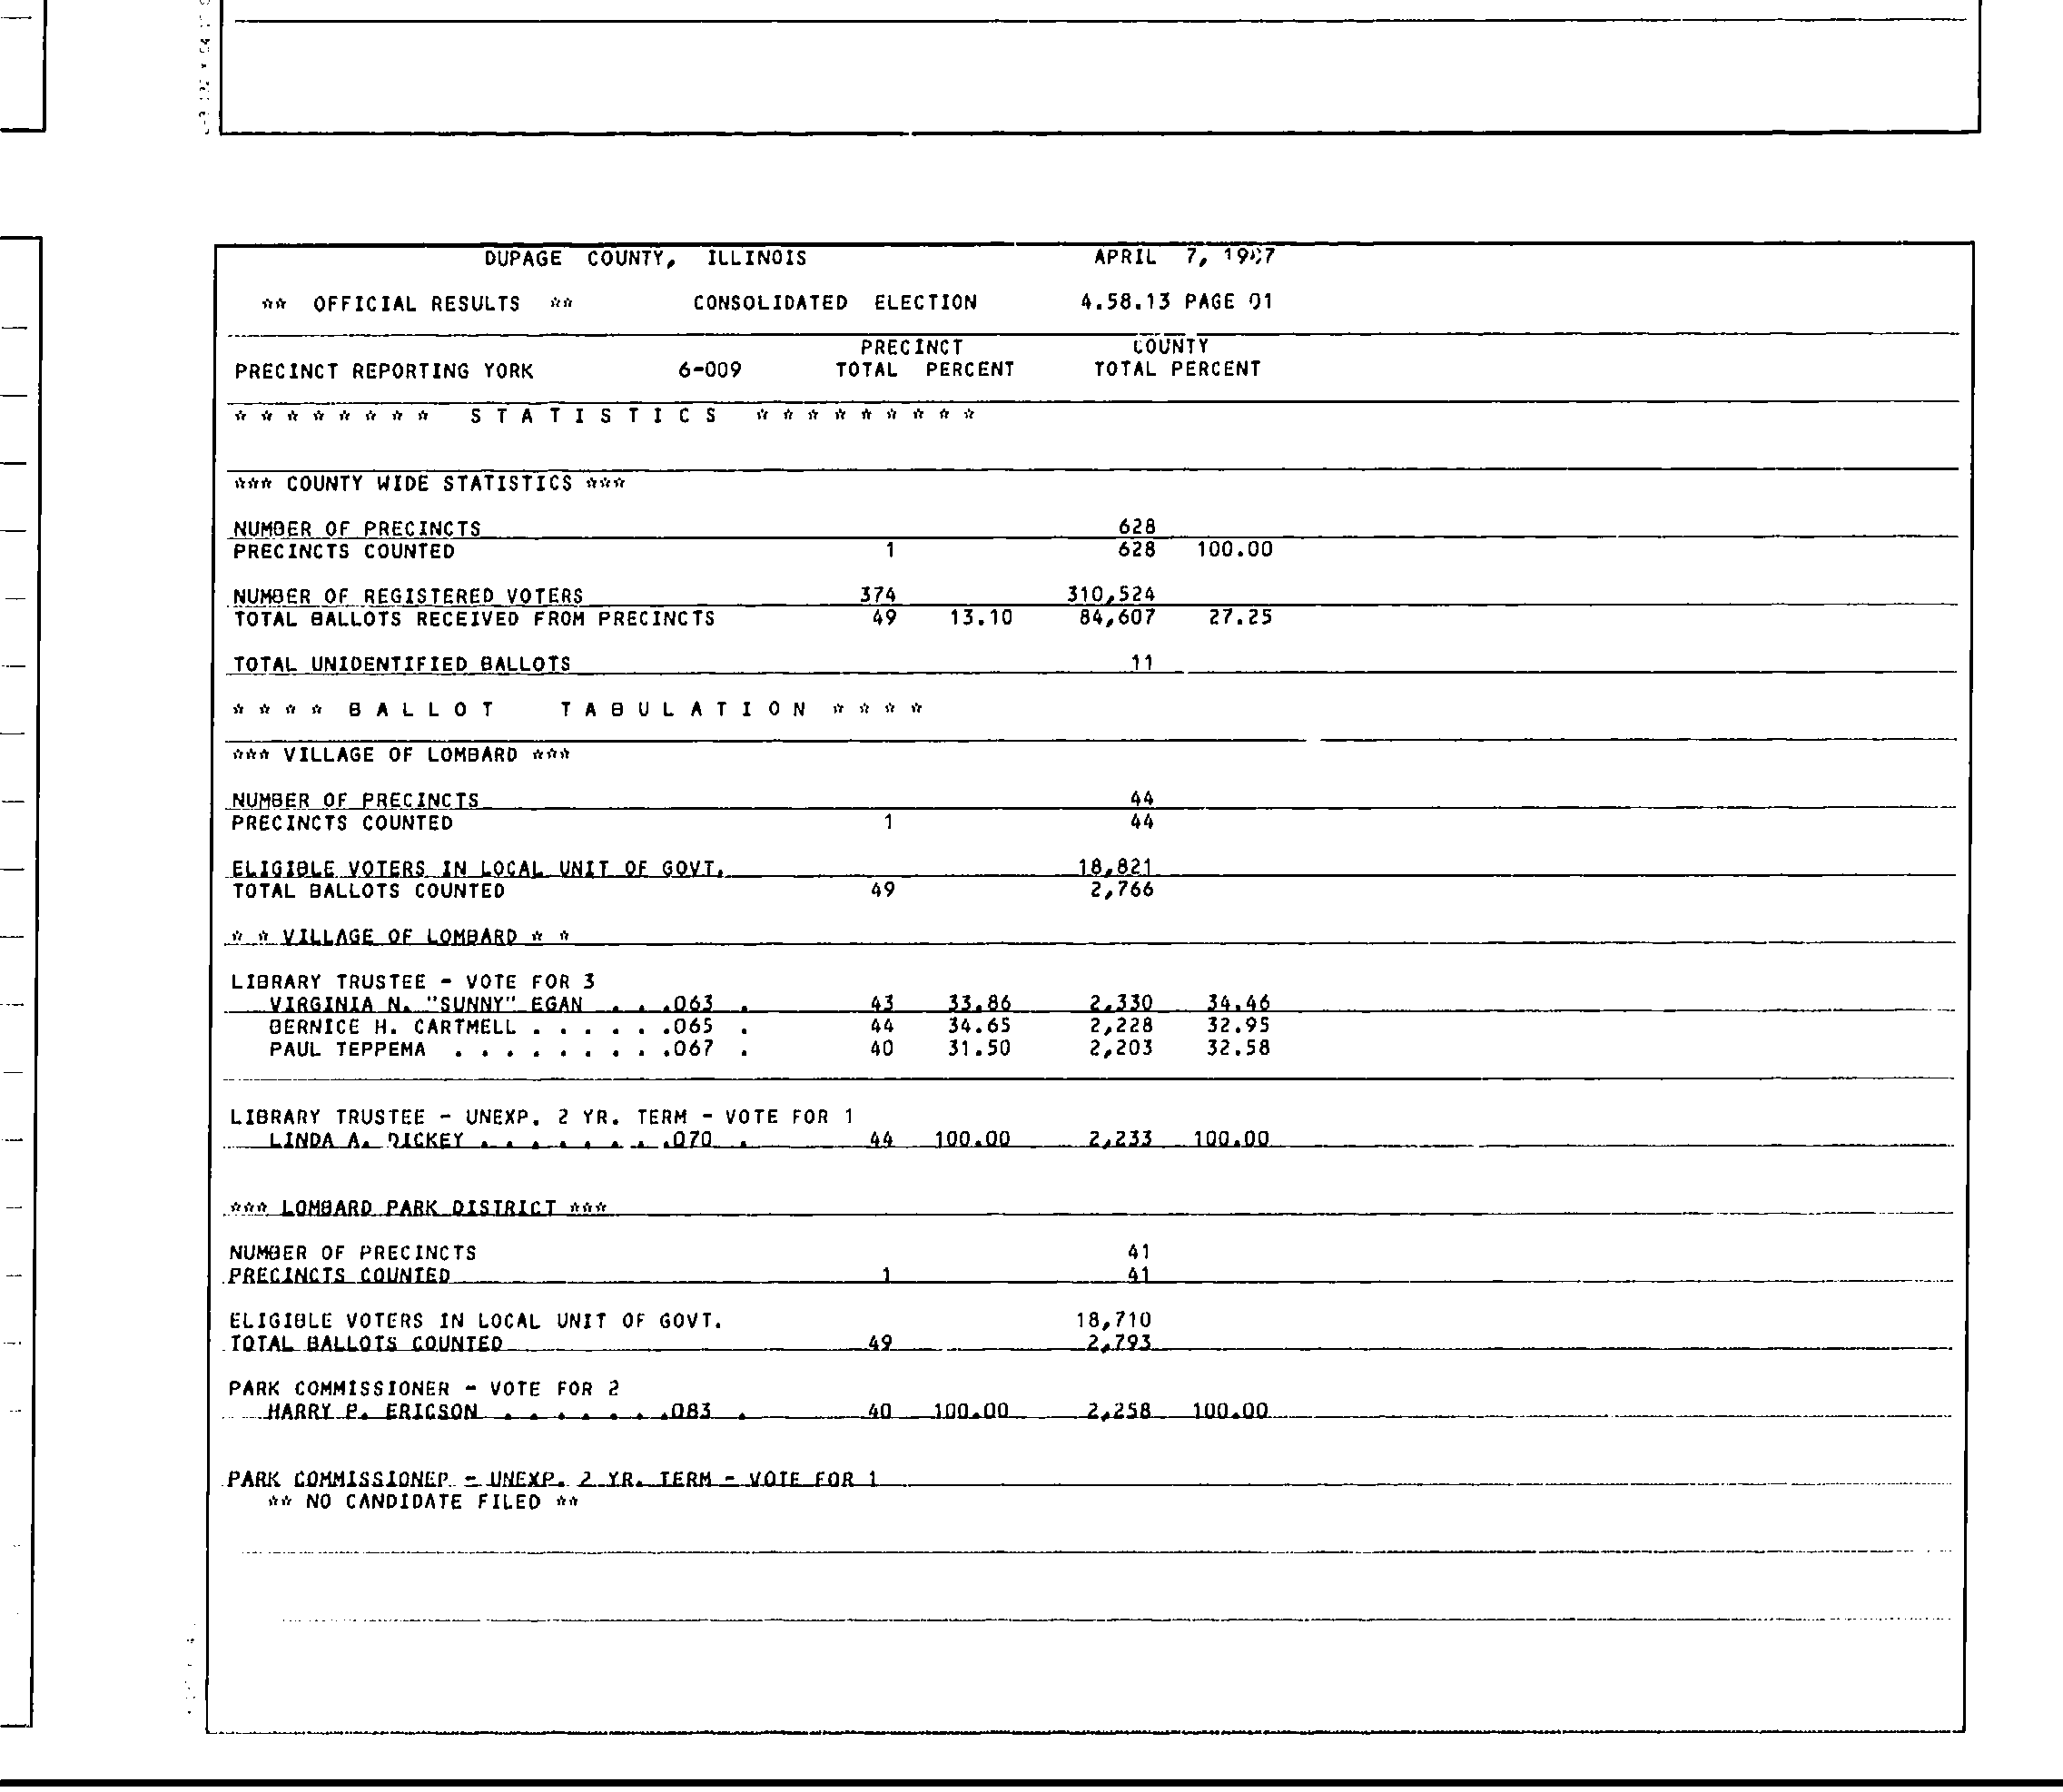 DUPAGE COUNTY, ILLINOIS APRIL 7, 1987
** OFFICIAL RESULTS ** CONSOLIDATED ELECTION 4.58.13 PAGE 01
PRECINCT COUNTY
PRECINCT REPORTING YORK 6-009 TOTAL PERCENT TOTAL PERCENT
* * * * * * * * S T A T I S T I C S * * * * * * * * *
*** COUNTY WIDE STATISTICS ***
NUMBER OF PRECINCTS 628
PRECINCTS COUNTED 1 628 100.00
NUMBER OF REGISTERED VOTERS 374 310,524
TOTAL BALLOTS RECEIVED FROM PRECINCTS 49 13.10 84,607 27.25
TOTAL UNIDENTIFIED BALLOTS 11
* * * * B A L L O T T A B U L A T I O N * * * *
*** VILLAGE OF LOMBARD ***
NUMBER OF PRECINCTS 44
PRECINCTS COUNTED 1 44
ELIGIBLE VOTERS IN LOCAL UNIT OF GOVT. 18,821
TOTAL BALLOTS COUNTED 49 2,766
* * VILLAGE OF LOMBARD * *
LIBRARY TRUSTEE - VOTE FOR 3
VIRGINIA N. "SUNNY" EGAN . . .063 . 43 33.86 2,330 34.46
BERNICE H. CARTMELL . . . . . .065 . 44 34.65 2,228 32.95
PAUL TEPPEMA . . . . . . . . .067 . 40 31.50 2,203 32.58
LIBRARY TRUSTEE - UNEXP. 2 YR. TERM - VOTE FOR 1
LINDA A. DICKEY . . . . . . . .070 . 44 100.00 2,233 100.00
*** LOMBARD PARK DISTRICT ***
NUMBER OF PRECINCTS 41
PRECINCTS COUNTED 1 41
ELIGIBLE VOTERS IN LOCAL UNIT OF GOVT. 18,710
TOTAL BALLOTS COUNTED 49 2,793
PARK COMMISSIONER - VOTE FOR 2
HARRY P. ERICSON . . . . . . .083 . 40 100.00 2,258 100.00
PARK COMMISSIONER - UNEXP. 2 YR. TERM - VOTE FOR 1
** NO CANDIDATE FILED **